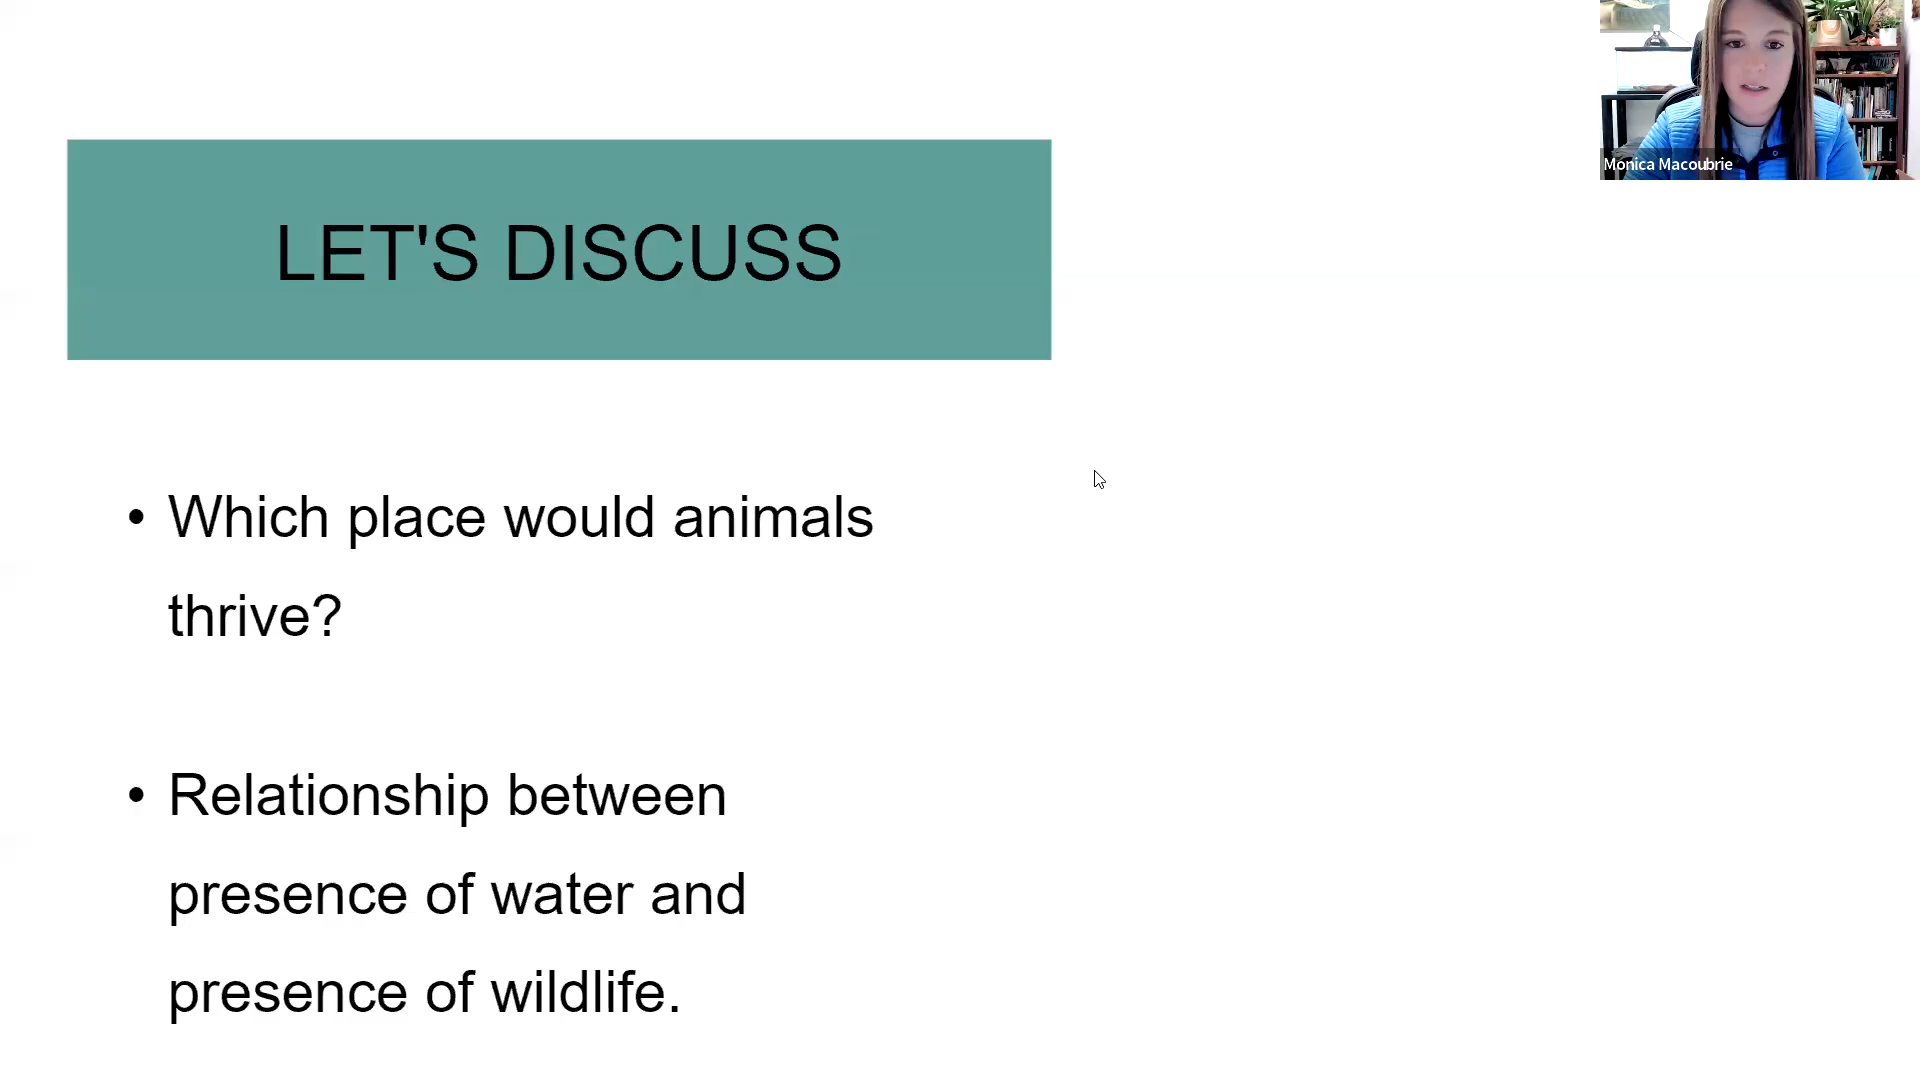 LET'S DISCUSS
Monica Macoubrie
• Which place would animals
thrive?
• Relationship between
presence of water and
presence of wildlife.